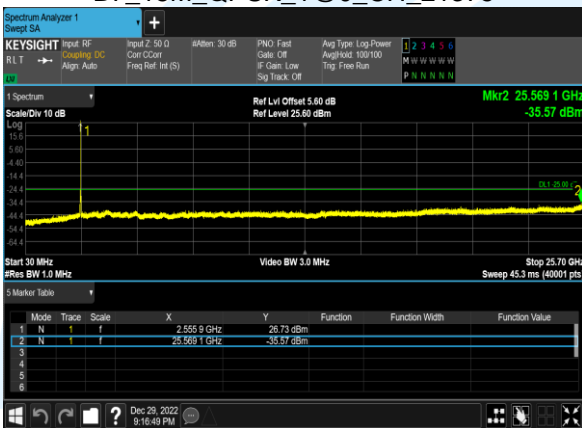 Spectrum Analyzer 1
Swept SA
+
KEYSIGHT Input: RF Input Z: 50 Ω #Atten: 30 dB PNO: Fast Avg Type: Log-Power 1 2 3 4 5 6
RLT Coupling: DC Corr CCorr Gate: Off Avg|Hold: 100/100 M W W W W W
Align: Auto Freq Ref: Int (S) IF Gain: Low Trig: Free Run
Sig Track: Off P N N N N N
LW
1 Spectrum Ref Lvl Offset 5.60 dB Mkr2 25.569 1 GHz
Scale/Div 10 dB Ref Level 25.60 dBm -35.57 dBm
Log
15.6
5.60
-4.40
-14.4
-24.4
-34.4
-44.4
-54.4
-64.4
1
DL1 -25.00
2
Start 30 MHz Video BW 3.0 MHz Stop 25.70 GHz
#Res BW 1.0 MHz Sweep 45.3 ms (40001 pts
5 Marker Table
Mode Trace Scale X Y Function Function Width Function Value
1 N 1 f 2.555 9 GHz 26.73 dBm
2 N 1 f 25.569 1 GHz -35.57 dBm
3
4
5
6
? Dec 29, 2022
9:16:49 PM